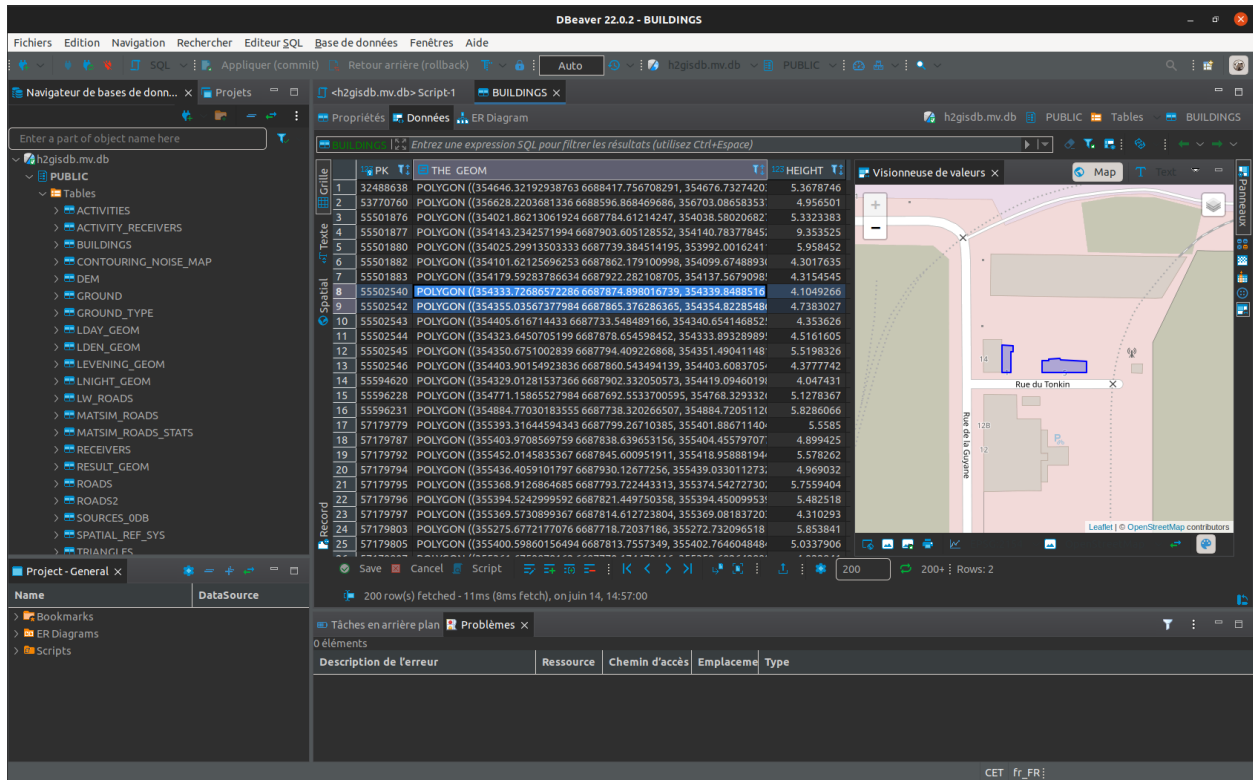 DBeaver 22.0.2 - BUILDINGS
Fichiers Edition Navigation Rechercher Editeur SQL Base de données Fenêtres Aide
SQL Appliquer (commit) Retour arrière (rollback) Auto h2gisdb.mv.db PUBLIC
Navigateur de bases de donn... Projets
Enter a part of object name here
h2gisdb.mv.db
PUBLIC
Tables
ACTIVITIES
ACTIVITY_RECEIVERS
BUILDINGS
CONTOURING_NOISE_MAP
DEM
GROUND
GROUND_TYPE
LDAY_GEOM
LDEN_GEOM
LEVENING_GEOM
LNIGHT_GEOM
LW_ROADS
MATSIM_ROADS
MATSIM_ROADS_STATS
RECEIVERS
RESULT_GEOM
ROADS
ROADS2
SOURCES_0DB
SPATIAL_REF_SYS
TRIANGLES
Project - General
Name DataSource
Bookmarks
ER Diagrams
Scripts
<h2gisdb.mv.db> Script-1 BUILDINGS
Propriétés Données ER Diagram h2gisdb.mv.db PUBLIC Tables BUILDINGS
BUILDINGS Entrez une expression SQL pour filtrer les résultats (utilisez Ctrl+Espace)
Grille
Texte
Spatial
Record
123 PK THE_GEOM 123 HEIGHT
1 32488638 POLYGON ((354646.32192938763 6688417.756708291, 354676.7327420 5.3678746
2 53770760 POLYGON ((356628.2203681336 6688596.868469686, 356703.08658353 4.956501
3 55501876 POLYGON ((354021.86213061924 6687784.61214247, 354038.58020682 5.3323383
4 55501877 POLYGON ((354143.2342571994 6687903.605128552, 354140.78377845 9.353525
5 55501880 POLYGON ((354025.29913503333 6687739.384514195, 353992.0016241 5.958452
6 55501882 POLYGON ((354101.62125696253 6687862.179100998, 354099.6748893 4.3017635
7 55501883 POLYGON ((354179.59283786634 6687922.282108705, 354137.5679098 4.3154545
8 55502540 POLYGON ((354333.72686572286 6687874.898016739, 354339.8488516 4.1049266
9 55502542 POLYGON ((354355.03567377984 6687865.376286365, 354354.8228548 4.7383027
10 55502543 POLYGON ((354405.616714433 6687733.548489166, 354340.654146852 4.353626
11 55502544 POLYGON ((354323.6450705199 6687878.654598452, 354333.89328989 4.5161605
12 55502545 POLYGON ((354350.6751002839 6687794.409226868, 354351.49041148 5.5198326
13 55502546 POLYGON ((354403.90154923836 6687860.543494139, 354403.6083705 4.3777742
14 55594620 POLYGON ((354329.01281537366 6687902.332050573, 354419.0946019 4.047431
15 55596228 POLYGON ((354771.15865527984 6687692.5533700595, 354768.329332 5.1278367
16 55596231 POLYGON ((354884.77030183555 6687738.320266507, 354884.7205112 5.8286066
17 57179779 POLYGON ((355393.31644594343 6687799.26710385, 355401.88671140 5.5585
18 57179787 POLYGON ((355403.9708569759 6687838.639653156, 355404.45579707 4.899425
19 57179792 POLYGON ((355452.0145835367 6687845.600951911, 355418.95888194 5.578262
20 57179794 POLYGON ((355436.4059101797 6687930.12677256, 355439.033011273 4.969032
21 57179795 POLYGON ((355368.9126864685 6687793.722443313, 355374.54272730 5.7559404
22 57179796 POLYGON ((355394.5242999592 6687821.449750358, 355394.45009953 5.482518
23 57179797 POLYGON ((355369.5730899367 6687814.612723804, 355369.08183720 4.310293
24 57179803 POLYGON ((355275.6772177076 6687718.72037186, 355272.732096518 5.853841
25 57179805 POLYGON ((355400.59860156494 6687813.7557349, 355402.764604848 5.0337906
Visionneuse de valeurs Map Text
Panneaux
+
−
14
Rue du Tonkin
Rue de la Guyane
12B
12
P
Leaflet | © OpenStreetMap contributors
Save Cancel Script 200 200+ Rows: 2
200 row(s) fetched - 11ms (8ms fetch), on juin 14, 14:57:00
Tâches en arrière plan Problèmes
0 éléments
Description de l'erreur Ressource Chemin d'accès Emplaceme Type
CET fr_FR